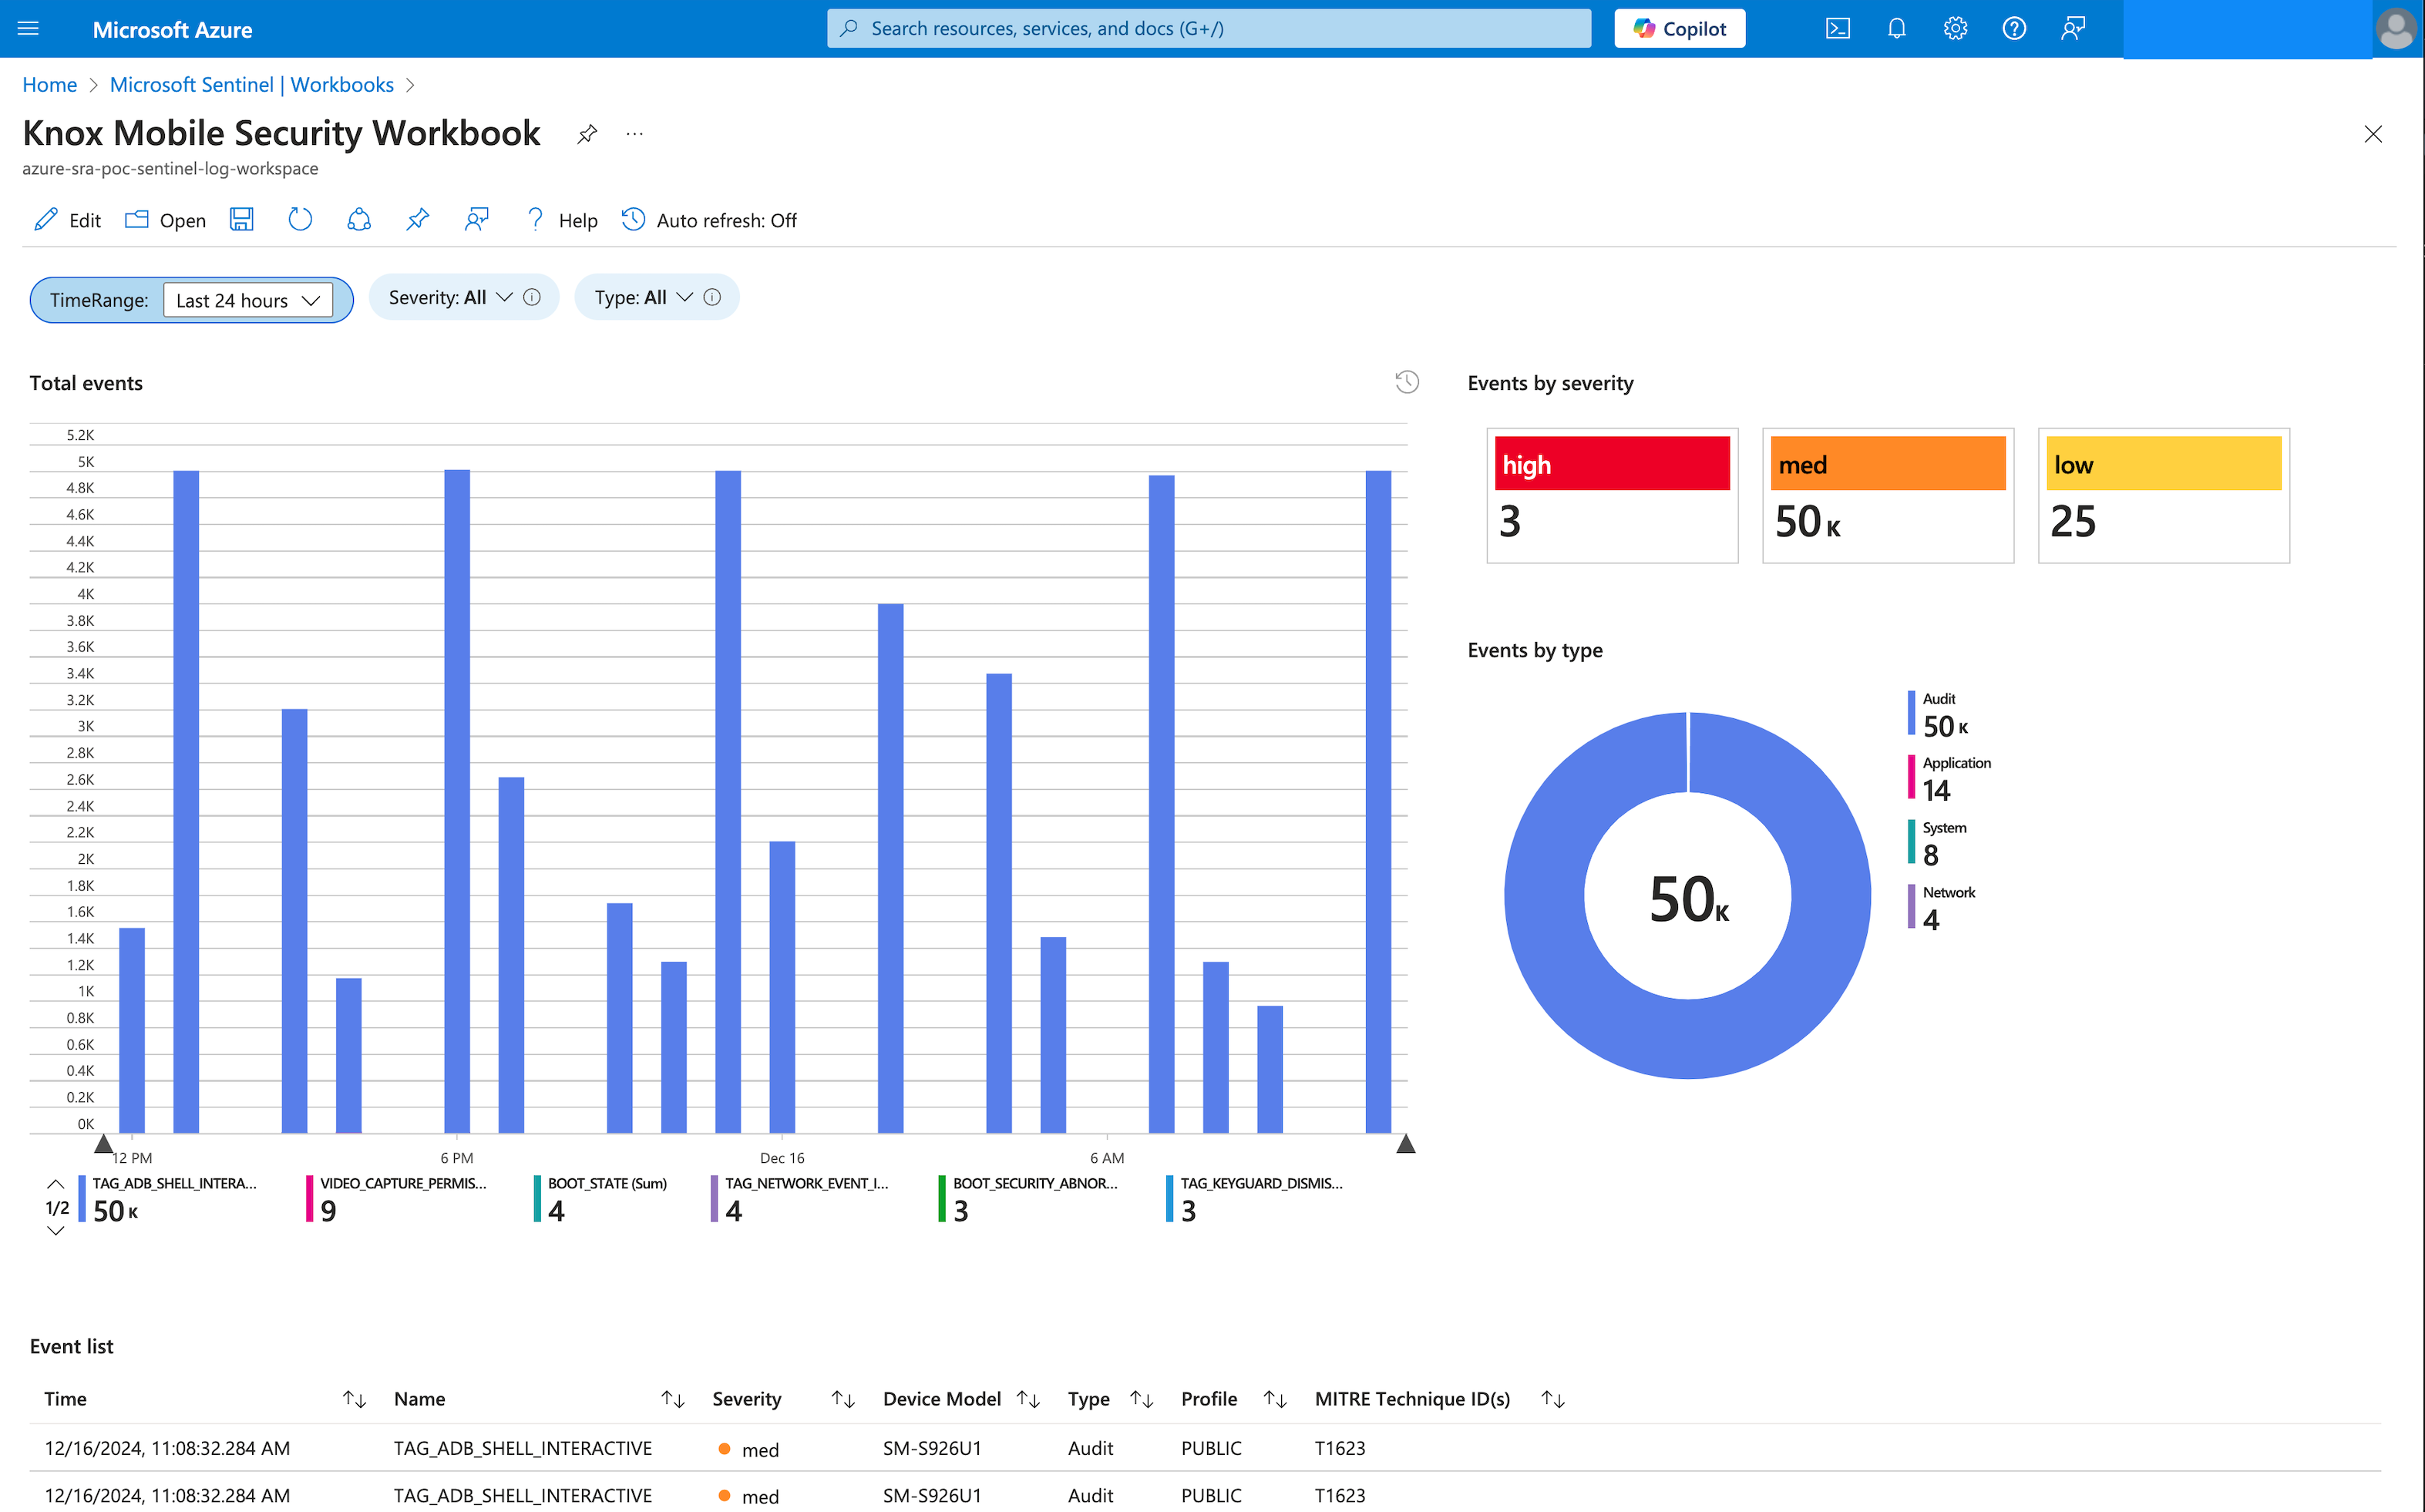 Microsoft Azure
Search resources, services, and docs (G+/)
Copilot
Home > Microsoft Sentinel | Workbooks >
Knox Mobile Security Workbook ...
azure-sra-poc-sentinel-log-workspace
Edit Open Help Auto refresh: Off
TimeRange: Last 24 hours Severity: All Type: All
Total events
5.2K
5K
4.8K
4.6K
4.4K
4.2K
4K
3.8K
3.6K
3.4K
3.2K
3K
2.8K
2.6K
2.4K
2.2K
2K
1.8K
1.6K
1.4K
1.2K
1K
0.8K
0.6K
0.4K
0.2K
0K
12 PM 6 PM Dec 16 6 AM
1/2
TAG_ADB_SHELL_INTERA...
50 K
VIDEO_CAPTURE_PERMIS...
9
BOOT_STATE (Sum)
4
TAG_NETWORK_EVENT_I...
4
BOOT_SECURITY_ABNOR...
3
TAG_KEYGUARD_DISMIS...
3
Events by severity
high
3
med
50 K
low
25
Events by type
50K
Audit
50 K
Application
14
System
8
Network
4
Event list
Time Name Severity Device Model Type Profile MITRE Technique ID(s)
12/16/2024, 11:08:32.284 AM TAG_ADB_SHELL_INTERACTIVE med SM-S926U1 Audit PUBLIC T1623
12/16/2024, 11:08:32.284 AM TAG_ADB_SHELL_INTERACTIVE med SM-S926U1 Audit PUBLIC T1623